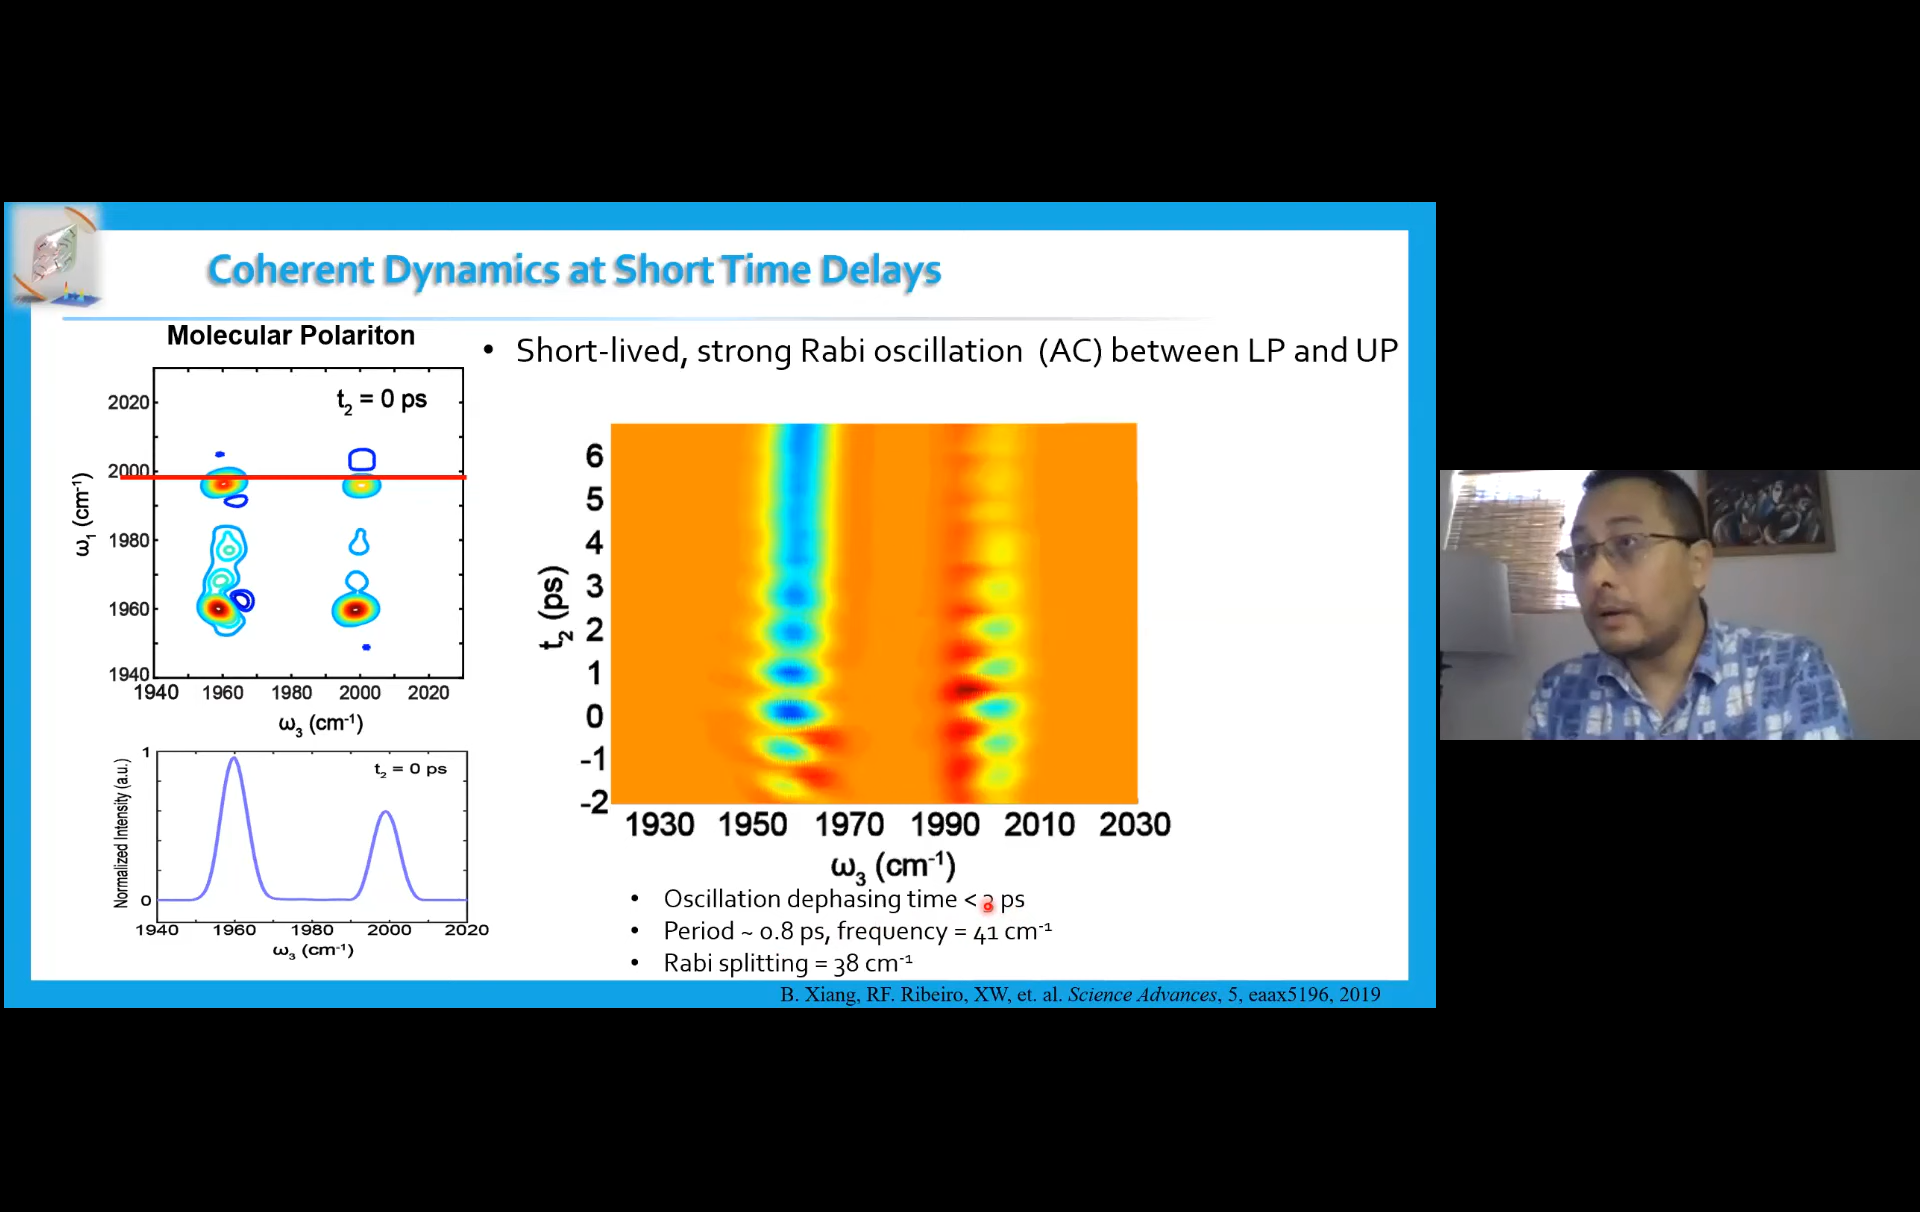 Coherent Dynamics at Short Time Delays
Molecular Polariton
• Short-lived, strong Rabi oscillation (AC) between LP and UP
t2 = 0 ps
2020
2000
1980
1960
1940
ω1 (cm-1)
1940 1960 1980 2000 2020
ω3 (cm-1)
1
0
Normalized Intensity (a.u.)
t2 = 0 ps
1940 1960 1980 2000 2020
ω3 (cm-1)
6
5
4
3
2
1
0
-1
-2
t2 (ps)
1930 1950 1970 1990 2010 2030
ω3 (cm-1)
• Oscillation dephasing time < ps
• Period ~ 0.8 ps, frequency = 41 cm-1
• Rabi splitting = 38 cm-1
B. Xiang, RF. Ribeiro, XW, et. al. Science Advances, 5, eaax5196, 2019